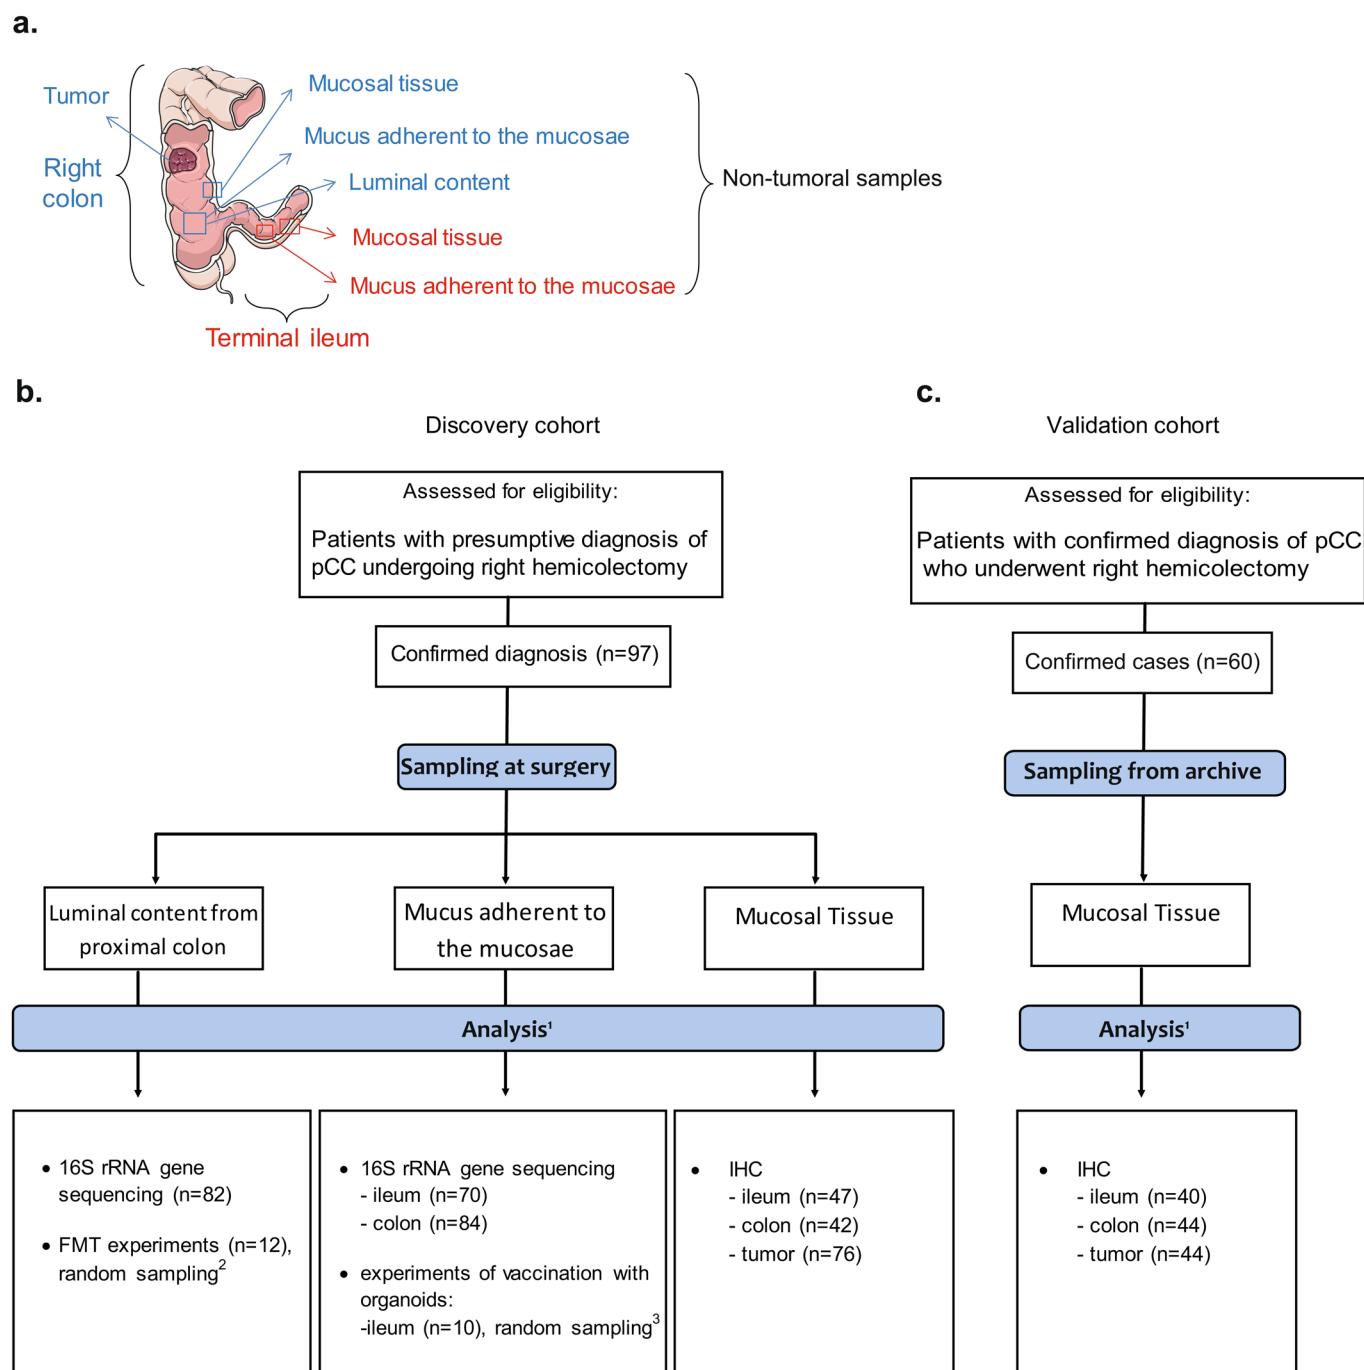 a.
Tumor
Right
colon
Mucosal tissue
Mucus adherent to the mucosae
Luminal content
Mucosal tissue
Mucus adherent to the mucosae
Terminal ileum
Non-tumoral samples
b.
Discovery cohort
Assessed for eligibility:
Patients with presumptive diagnosis of
pCC undergoing right hemicolectomy
Confirmed diagnosis (n=97)
Sampling at surgery
Luminal content from
proximal colon
Mucus adherent to
the mucosae
Mucosal Tissue
Analysis¹
• 16S rRNA gene
sequencing (n=82)
• FMT experiments (n=12),
random sampling²
• 16S rRNA gene sequencing
- ileum (n=70)
- colon (n=84)
• experiments of vaccination with
organoids:
-ileum (n=10), random sampling³
• IHC
- ileum (n=47)
- colon (n=42)
- tumor (n=76)
c.
Validation cohort
Assessed for eligibility:
Patients with confirmed diagnosis of pCC
who underwent right hemicolectomy
Confirmed cases (n=60)
Sampling from archive
Mucosal Tissue
Analysis¹
• IHC
- ileum (n=40)
- colon (n=44)
- tumor (n=44)